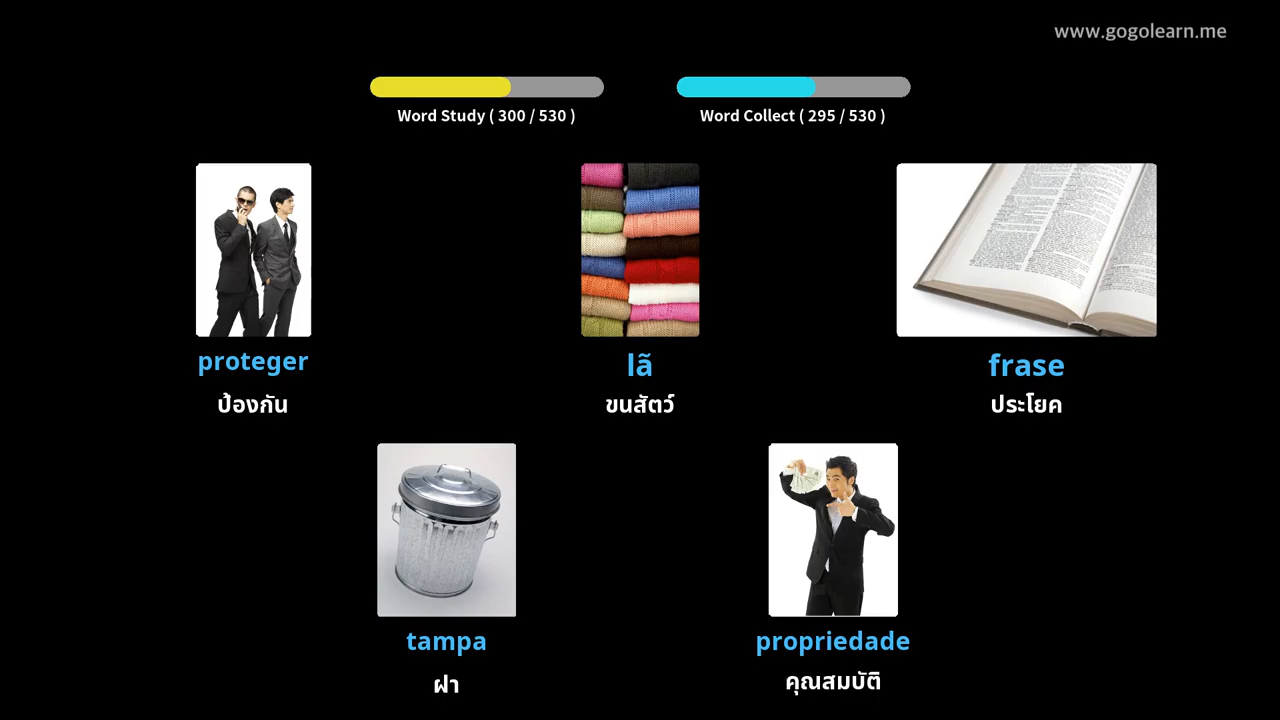 www.gogolearn.me
Word Study ( 300 / 530 )
Word Collect ( 295 / 530 )
proteger
ป้องกัน
lã
ขนสัตว์
frase
ประโยค
tampa
ฝา
propriedade
คุณสมบัติ